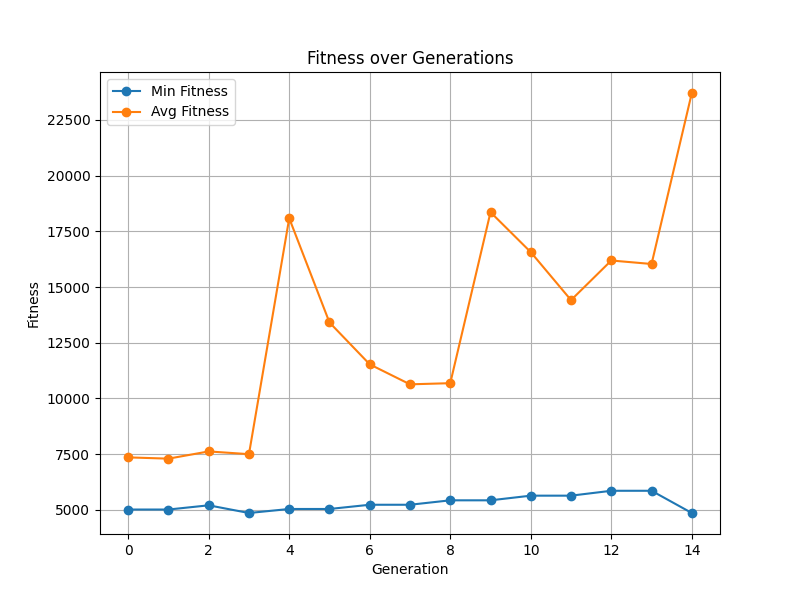 Fitness over Generations
Min Fitness
Avg Fitness
22500
20000
17500
15000
12500
10000
7500
5000
Fitness
0 2 4 6 8 10 12 14
Generation